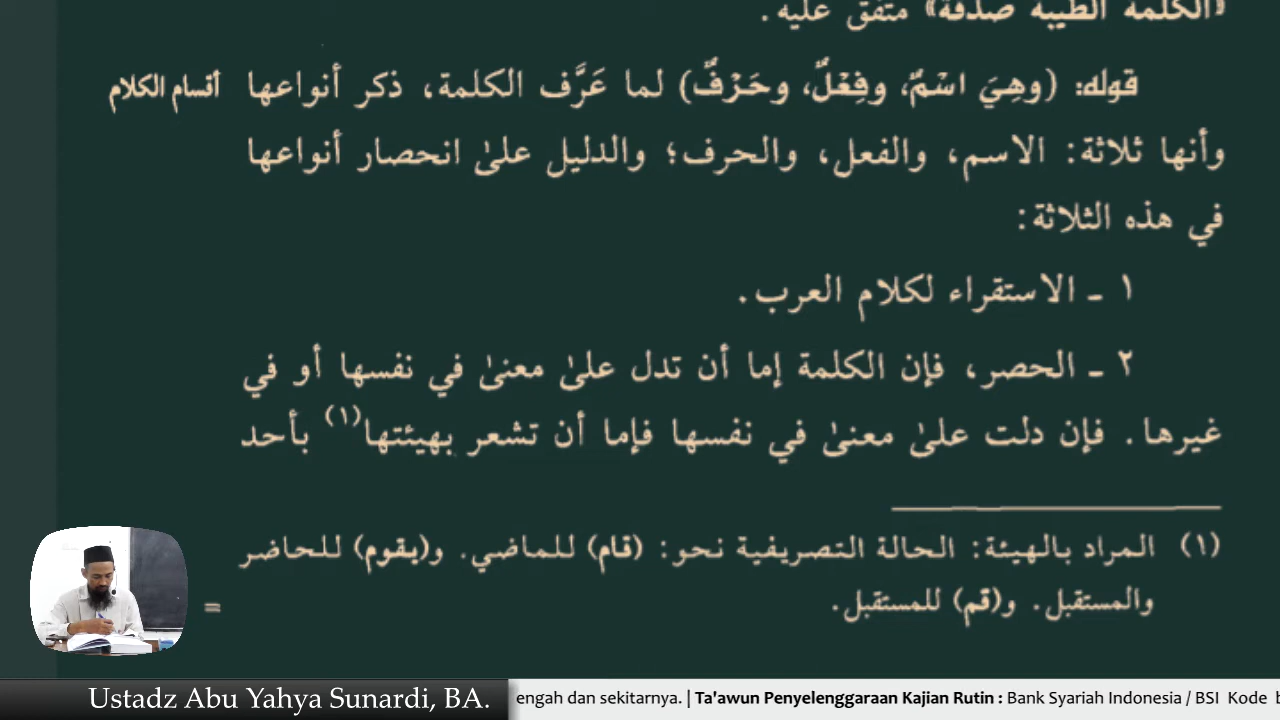 «الكلمة الطيبة صدقة» متفق عليه.
قوله: (وهِيَ اسْمٌ، وفِعْلٌ، وحَرْفٌ) لما عَرَّف الكلمة، ذكر أنواعها
أقسام الكلام
وأنها ثلاثة: الاسم، والفعل، والحرف؛ والدليل علىٰ انحصار أنواعها
في هذه الثلاثة:
١ ـ الاستقراء لكلام العرب.
٢ ـ الحصر، فإن الكلمة إما أن تدل علىٰ معنىٰ في نفسها أو في
غيرها. فإن دلت علىٰ معنىٰ في نفسها فإما أن تشعر بهيئتها(١) بأحد
(١) المراد بالهيئة: الحالة التصريفية نحو: (قام) للماضي. و(يقوم) للحاضر
والمستقبل. و(قم) للمستقبل.
=
Ustadz Abu Yahya Sunardi, BA.
engah dan sekitarnya. | Ta'awun Penyelenggaraan Kajian Rutin : Bank Syariah Indonesia / BSI Kode